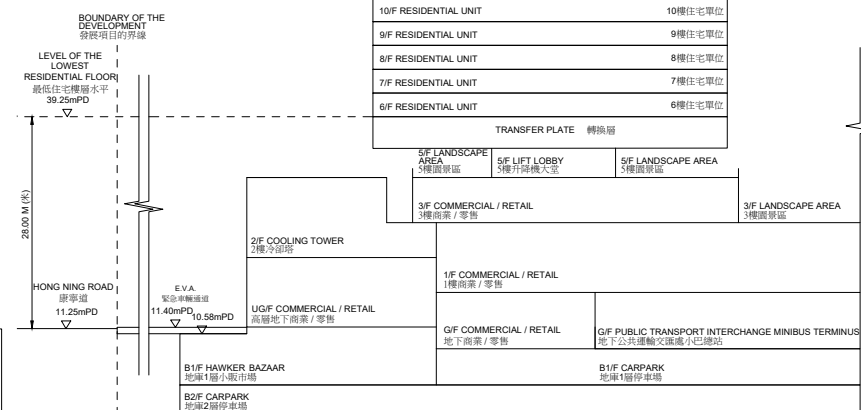 10/F RESIDENTIAL UNIT 10樓住宅單位
BOUNDARY OF THE
DEVELOPMENT
發展項目的界線
9/F RESIDENTIAL UNIT 9樓住宅單位
LEVEL OF THE
LOWEST
RESIDENTIAL FLOOR
最低住宅樓層水平
39.25mPD
8/F RESIDENTIAL UNIT 8樓住宅單位
7/F RESIDENTIAL UNIT 7樓住宅單位
6/F RESIDENTIAL UNIT 6樓住宅單位
TRANSFER PLATE 轉換層
5/F LANDSCAPE
AREA
5樓園景區
5/F LIFT LOBBY
5樓升降機大堂
5/F LANDSCAPE AREA
5樓園景區
28.00 M (米)
3/F COMMERCIAL / RETAIL
3樓商業 / 零售
3/F LANDSCAPE AREA
3樓園景區
2/F COOLING TOWER
2樓冷卻塔
1/F COMMERCIAL / RETAIL
1樓商業 / 零售
HONG NING ROAD
康寧道
11.25mPD
E.V.A.
緊急車輛通道
11.40mPD
10.58mPD
UG/F COMMERCIAL / RETAIL
高層地下商業 / 零售
G/F COMMERCIAL / RETAIL
地下商業 / 零售
G/F PUBLIC TRANSPORT INTERCHANGE MINIBUS TERMINUS
地下公共運輸交匯處小巴總站
B1/F HAWKER BAZAAR
地庫1層小販市場
B1/F CARPARK
地庫1層停車場
B2/F CARPARK
地庫2層停車場